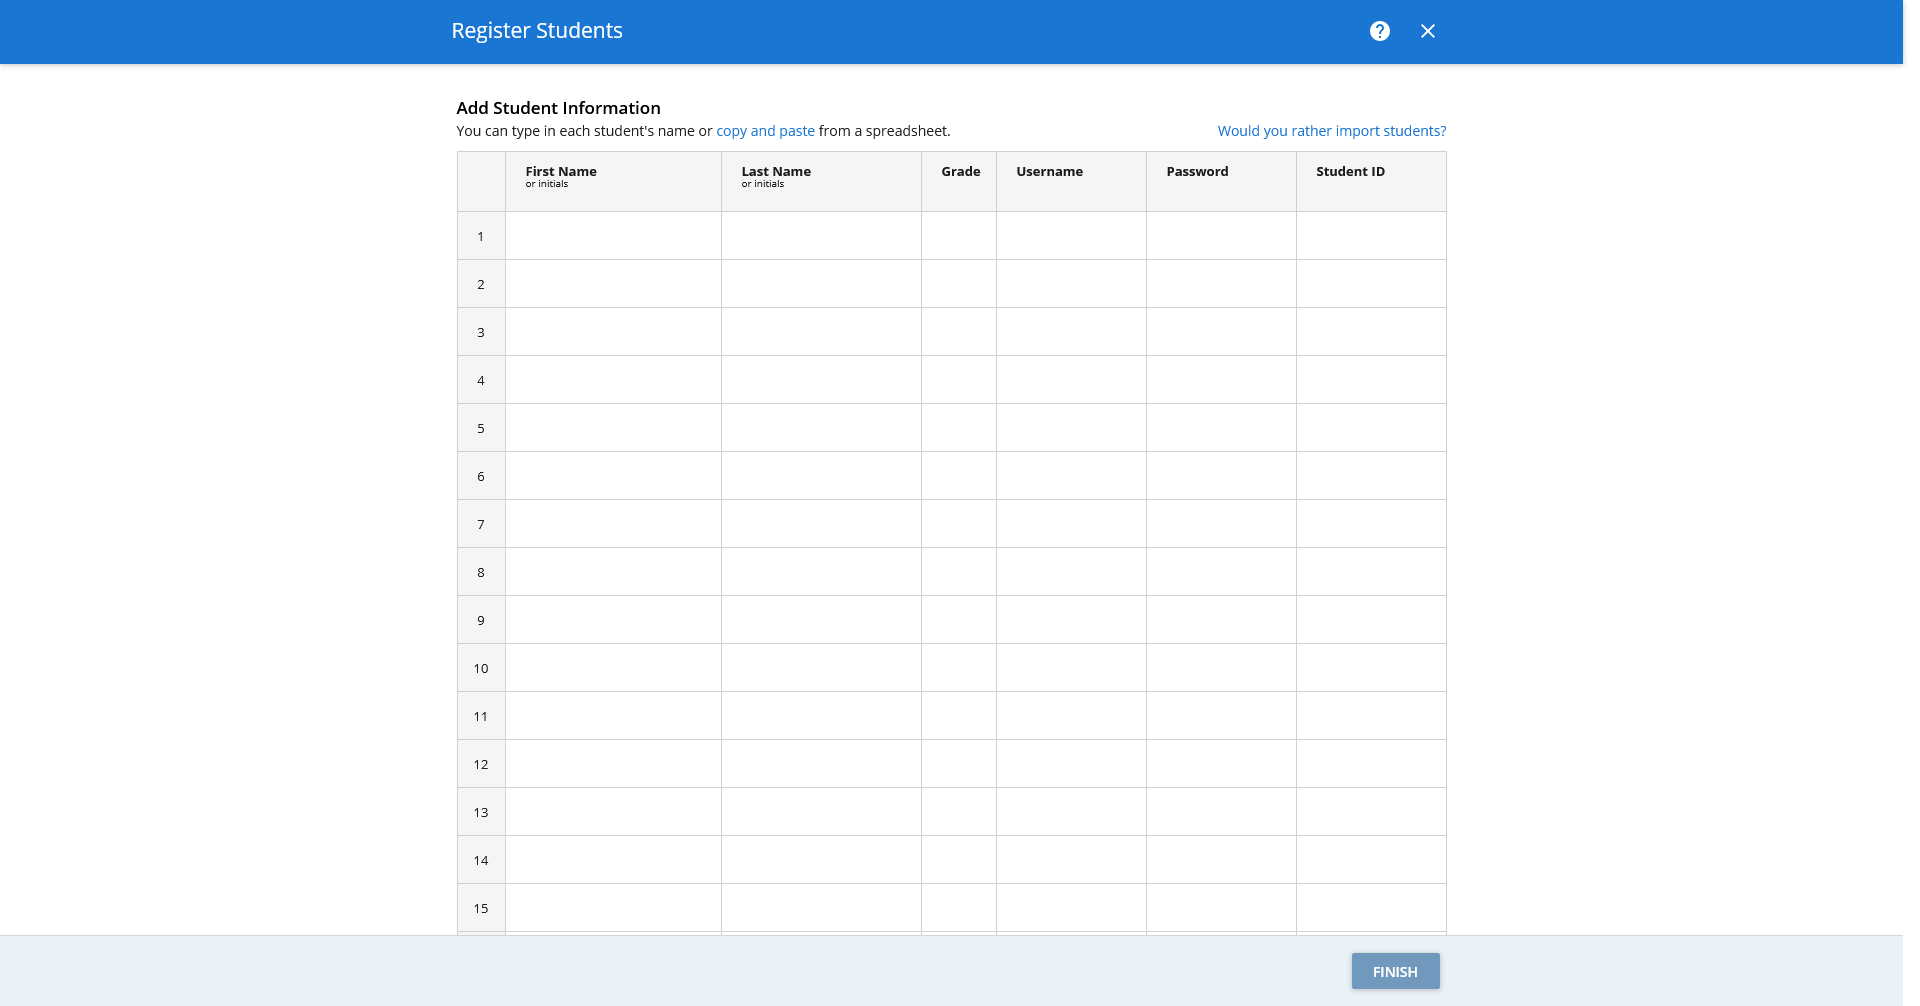 Register Students
Add Student Information
You can type in each student's name or copy and paste from a spreadsheet.
Would you rather import students?
First Name
or initials
Last Name
or initials
Grade
Username
Password
Student ID
1
2
3
4
5
6
7
8
9
10
11
12
13
14
15
FINISH